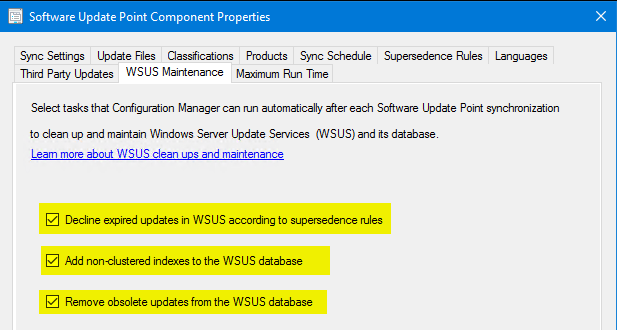 Software Update Point Component Properties
Sync Settings Update Files Classifications Products Sync Schedule Supersedence Rules Languages
Third Party Updates WSUS Maintenance Maximum Run Time
Select tasks that Configuration Manager can run automatically after each Software Update Point synchronization
to clean up and maintain Windows Server Update Services (WSUS) and its database.
Learn more about WSUS clean ups and maintenance
Decline expired updates in WSUS according to supersedence rules
Add non-clustered indexes to the WSUS database
Remove obsolete updates from the WSUS database